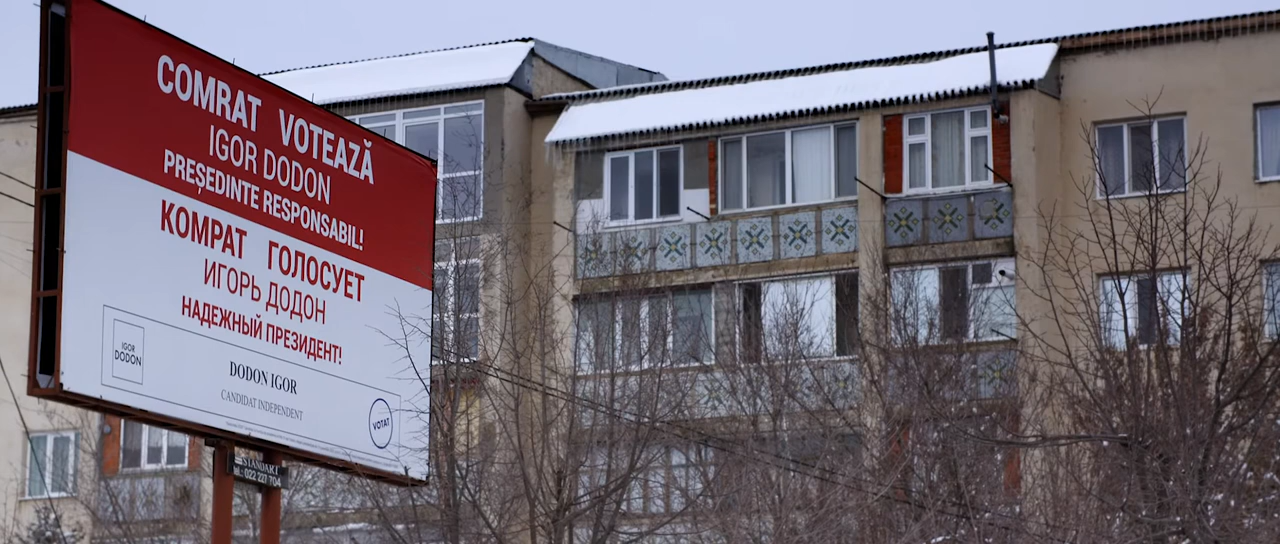 COMRAT VOTEAZĂ
IGOR DODON
PREȘEDINTE RESPONSABIL!
КОМРАТ ГОЛОСУЕТ
ИГОРЬ ДОДОН
НАДЕЖНЫЙ ПРЕЗИДЕНТ!
IGOR
DODON
DODON IGOR
CANDIDAT INDEPENDENT
VOTAT
STANDART
tel.: 022 227 704